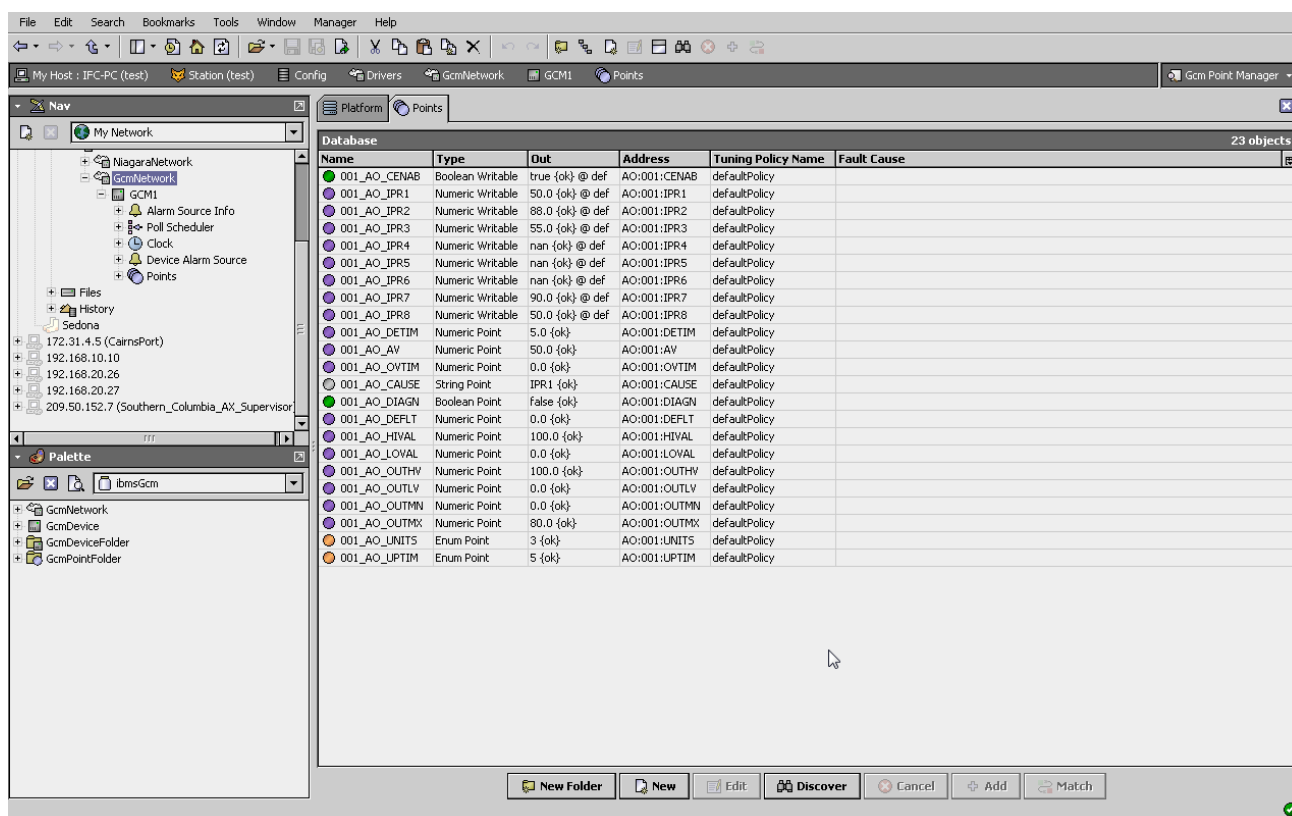 File Edit Search Bookmarks Tools Window Manager Help
My Host : IFC-PC (test) Station (test) Config Drivers GcmNetwork GCM1 Points Gcm Point Manager
Nav
My Network
NiagaraNetwork
GcmNetwork
GCM1
Alarm Source Info
Poll Scheduler
Clock
Device Alarm Source
Points
Files
History
Sedona
172.31.4.5 (CairnsPort)
192.168.10.10
192.168.20.26
192.168.20.27
209.50.152.7 (Southern_Columbia_AX_Supervisor)
Palette
ibmsGcm
GcmNetwork
GcmDevice
GcmDeviceFolder
GcmPointFolder
Platform Points
Database 23 objects
Name Type Out Address Tuning Policy Name Fault Cause
001_AO_CENAB Boolean Writable true {ok} @ def AO:001:CENAB defaultPolicy
001_AO_IPR1 Numeric Writable 50.0 {ok} @ def AO:001:IPR1 defaultPolicy
001_AO_IPR2 Numeric Writable 88.0 {ok} @ def AO:001:IPR2 defaultPolicy
001_AO_IPR3 Numeric Writable 55.0 {ok} @ def AO:001:IPR3 defaultPolicy
001_AO_IPR4 Numeric Writable nan {ok} @ def AO:001:IPR4 defaultPolicy
001_AO_IPR5 Numeric Writable nan {ok} @ def AO:001:IPR5 defaultPolicy
001_AO_IPR6 Numeric Writable nan {ok} @ def AO:001:IPR6 defaultPolicy
001_AO_IPR7 Numeric Writable 90.0 {ok} @ def AO:001:IPR7 defaultPolicy
001_AO_IPR8 Numeric Writable 50.0 {ok} @ def AO:001:IPR8 defaultPolicy
001_AO_DETIM Numeric Point 5.0 {ok} AO:001:DETIM defaultPolicy
001_AO_AV Numeric Point 50.0 {ok} AO:001:AV defaultPolicy
001_AO_OVTIM Numeric Point 0.0 {ok} AO:001:OVTIM defaultPolicy
001_AO_CAUSE String Point IPR1 {ok} AO:001:CAUSE defaultPolicy
001_AO_DIAGN Boolean Point false {ok} AO:001:DIAGN defaultPolicy
001_AO_DEFLT Numeric Point 0.0 {ok} AO:001:DEFLT defaultPolicy
001_AO_HIVAL Numeric Point 100.0 {ok} AO:001:HIVAL defaultPolicy
001_AO_LOVAL Numeric Point 0.0 {ok} AO:001:LOVAL defaultPolicy
001_AO_OUTHV Numeric Point 100.0 {ok} AO:001:OUTHV defaultPolicy
001_AO_OUTLV Numeric Point 0.0 {ok} AO:001:OUTLV defaultPolicy
001_AO_OUTMN Numeric Point 0.0 {ok} AO:001:OUTMN defaultPolicy
001_AO_OUTMX Numeric Point 80.0 {ok} AO:001:OUTMX defaultPolicy
001_AO_UNITS Enum Point 3 {ok} AO:001:UNITS defaultPolicy
001_AO_UPTIM Enum Point 5 {ok} AO:001:UPTIM defaultPolicy
New Folder New Edit Discover Cancel Add Match